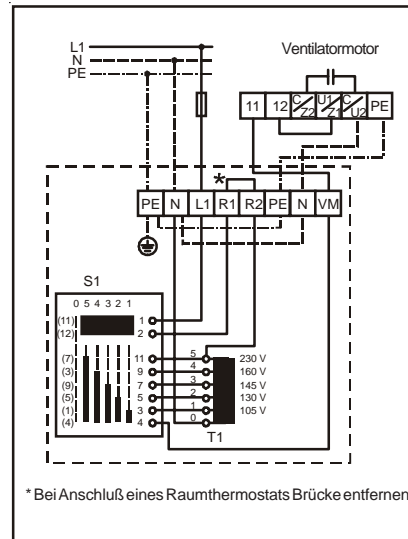 L1
N
PE
Ventilatormotor
11 12 C Z2 U1 Z1 C U2 PE
*
PE N L1 R1 R2 PE N VM
S1
0 5 4 3 2 1
(11) 1
(12) 2
(7) 11 5 230 V
(3) 9 4 160 V
(9) 7 3 145 V
(5) 5 2 130 V
(1) 3 1 105 V
(4) 4 0
T1
* Bei Anschluß eines Raumthermostats Brücke entfernen